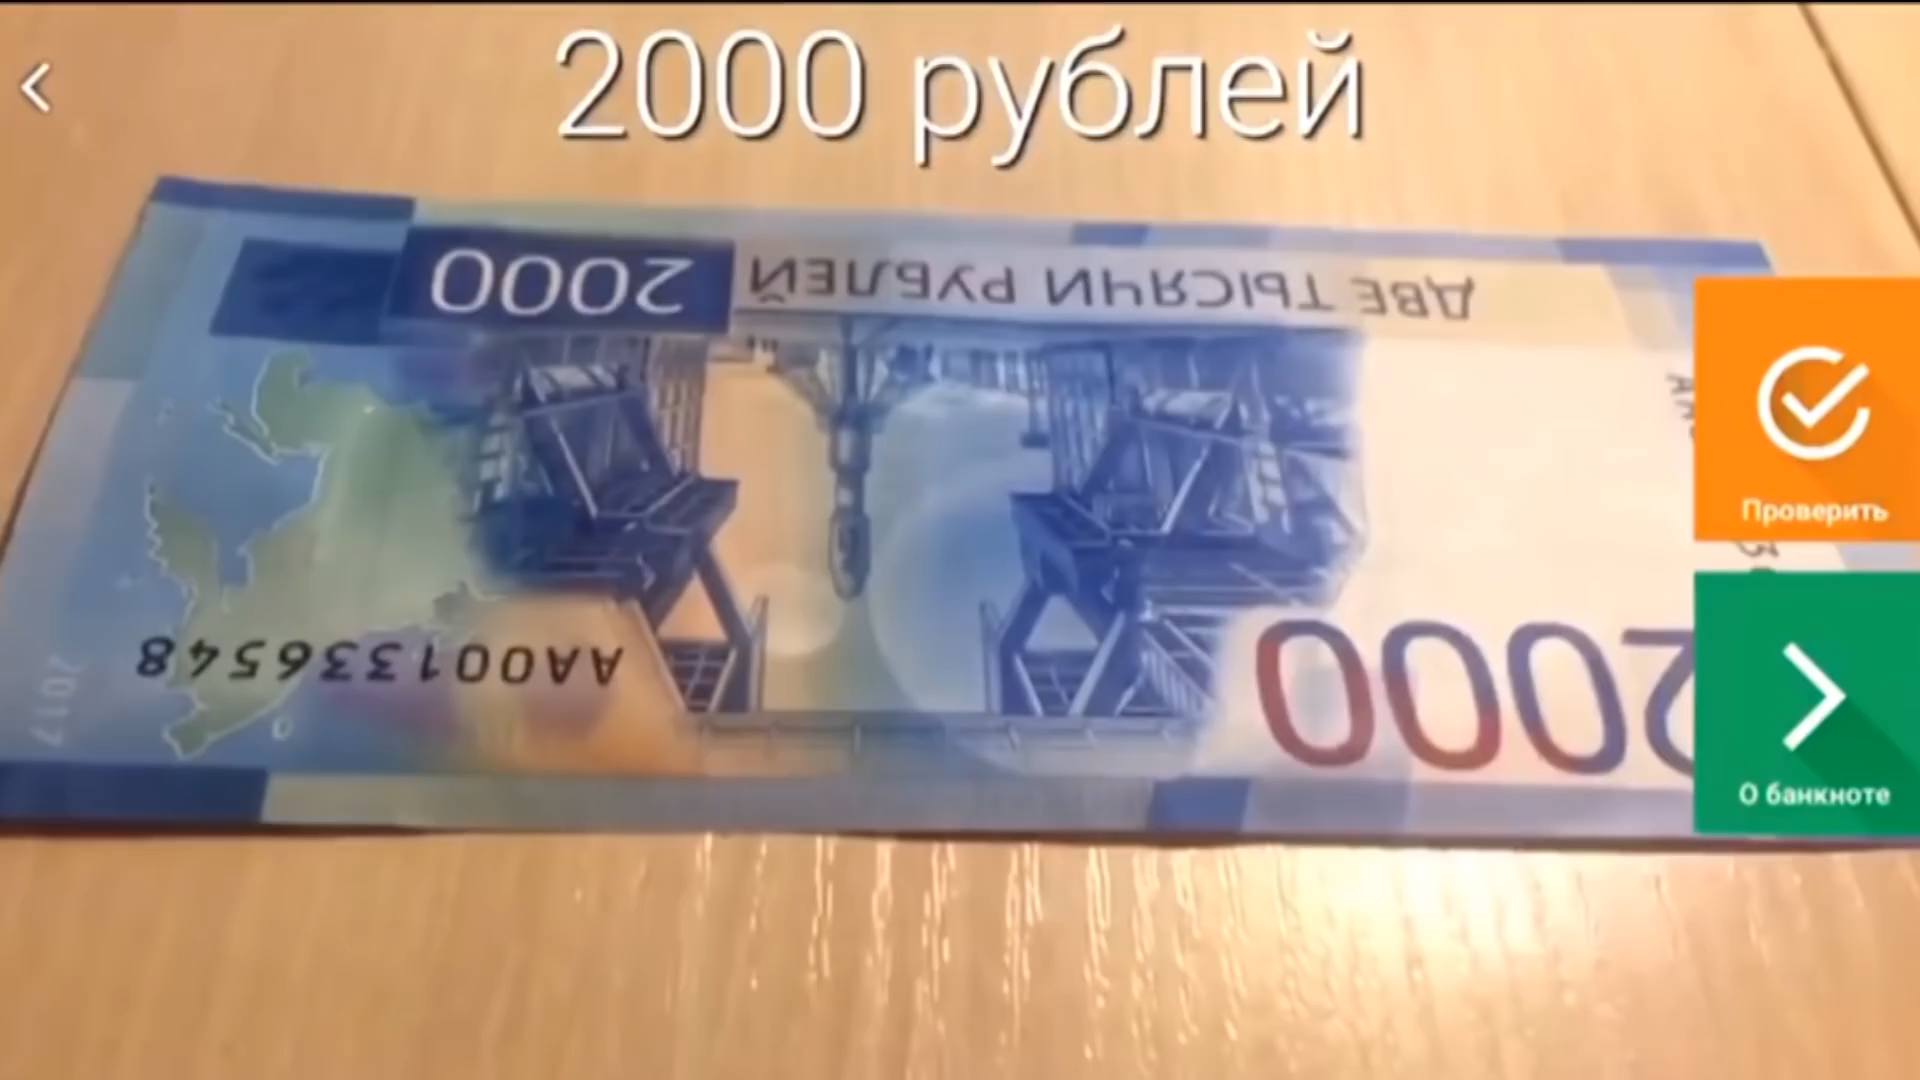 2000 рублей
2000
ДВЕ ТЫСЯЧИ РУБЛЕЙ
Проверить
АА001336548
2017
2000
О банкноте